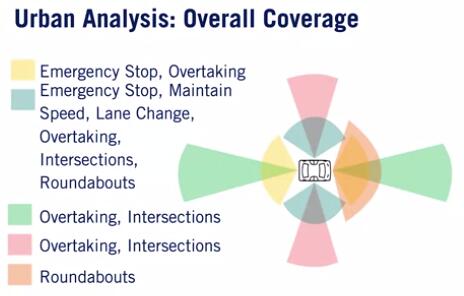 Urban Analysis: Overall Coverage
Emergency Stop, Overtaking
Emergency Stop, Maintain
Speed, Lane Change,
Overtaking,
Intersections,
Roundabouts
Overtaking, Intersections
Overtaking, Intersections
Roundabouts